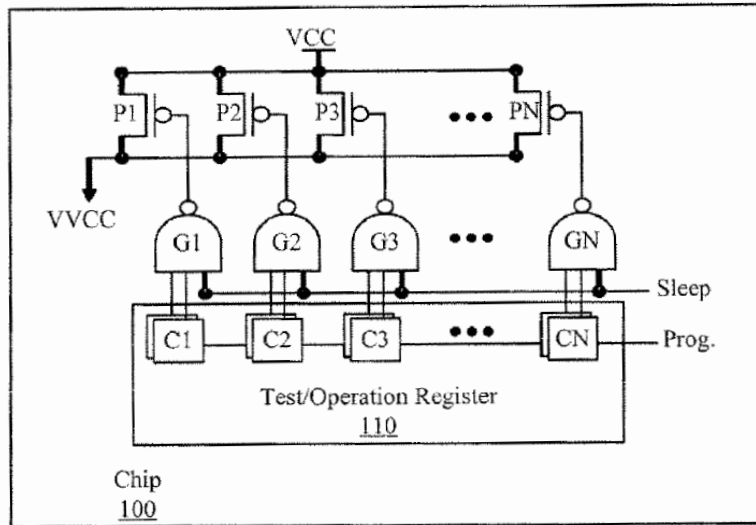 VCC
P1 P2 P3 PN
VVCC
G1 G2 G3 GN
Sleep
C1 C2 C3 CN
Prog.
Test/Operation Register
110
Chip
100